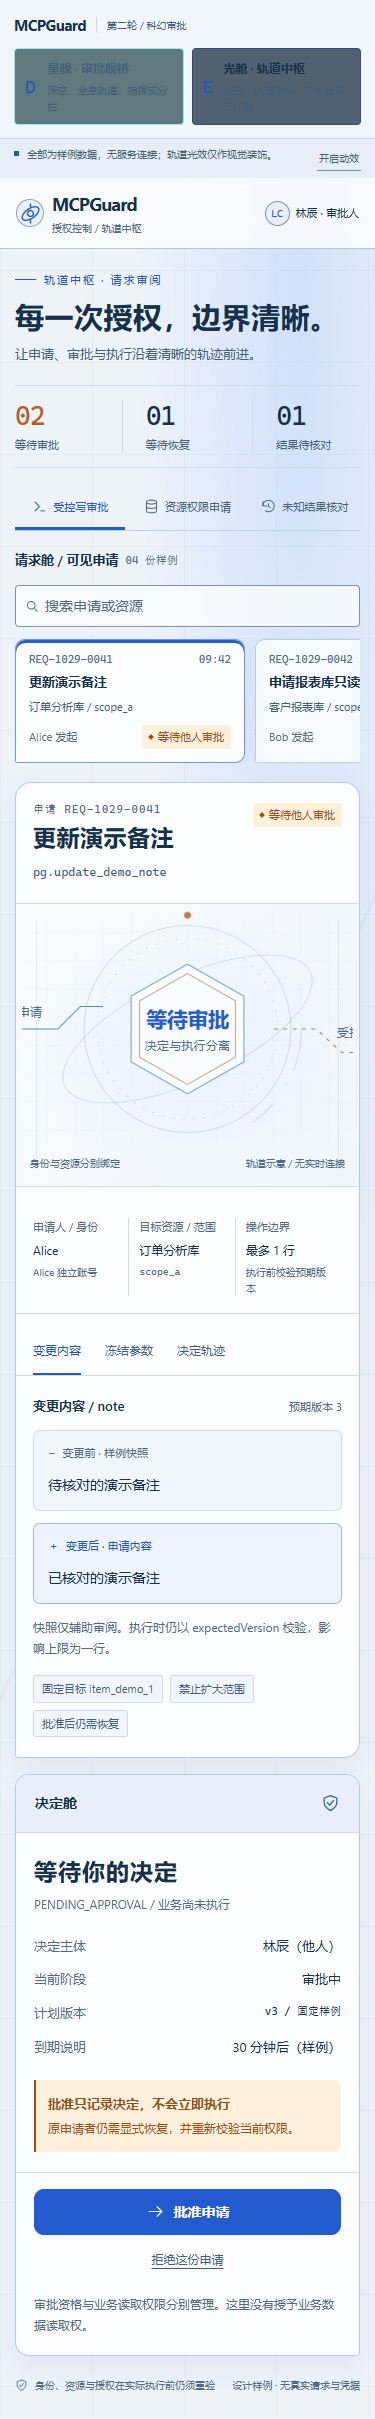 MCPGuard 第二轮 / 科幻审批
D 星舰 · 审批舰桥
深空、全息轨道、指挥式分栏
E 光舱 · 轨道中枢
全部为样例数据，无服务连接；轨道光效仅作视觉装饰。 开启动效
MCPGuard
授权控制 / 轨道中枢
LC 林辰 · 审批人
轨道中枢 · 请求审阅
每一次授权，边界清晰。
让申请、审批与执行沿着清晰的轨迹前进。
02 01 01
等待审批 等待恢复 结果待核对
受控写审批 资源权限申请 未知结果核对
请求舱 / 可见申请 04 份样例
搜索申请或资源
REQ-1029-0041 09:42
更新演示备注
订单分析库 / scope_a
Alice 发起 等待他人审批
REQ-1029-0042
申请报表库只读
客户报表库 / scope
Bob 发起
申请 REQ-1029-0041
更新演示备注
等待他人审批
pg.update_demo_note
申请
等待审批
决定与执行分离
受
身份与资源分别绑定 轨道示意 / 无实时连接
申请人 / 身份
Alice
Alice 独立账号
目标资源 / 范围
订单分析库
scope_a
操作边界
最多 1 行
执行前校验预期版本
变更内容 冻结参数 决定轨迹
变更内容 / note 预期版本 3
− 变更前 · 样例快照
待核对的演示备注
+ 变更后 · 申请内容
已核对的演示备注
快照仅辅助审阅。执行时仍以 expectedVersion 校验，影
响上限为一行。
固定目标 item_demo_1 禁止扩大范围
批准后仍需恢复
决定舱
等待你的决定
PENDING_APPROVAL / 业务尚未执行
决定主体 林辰（他人）
当前阶段 审批中
计划版本 v3 / 固定样例
到期说明 30 分钟后（样例）
批准只记录决定，不会立即执行
原申请者仍需显式恢复，并重新校验当前权限。
→ 批准申请
拒绝这份申请
审批资格与业务读取权限分别管理。这里没有授予业务数
据读取权。
身份、资源与授权在实际执行前仍须重验 设计样例 · 无真实请求与凭据